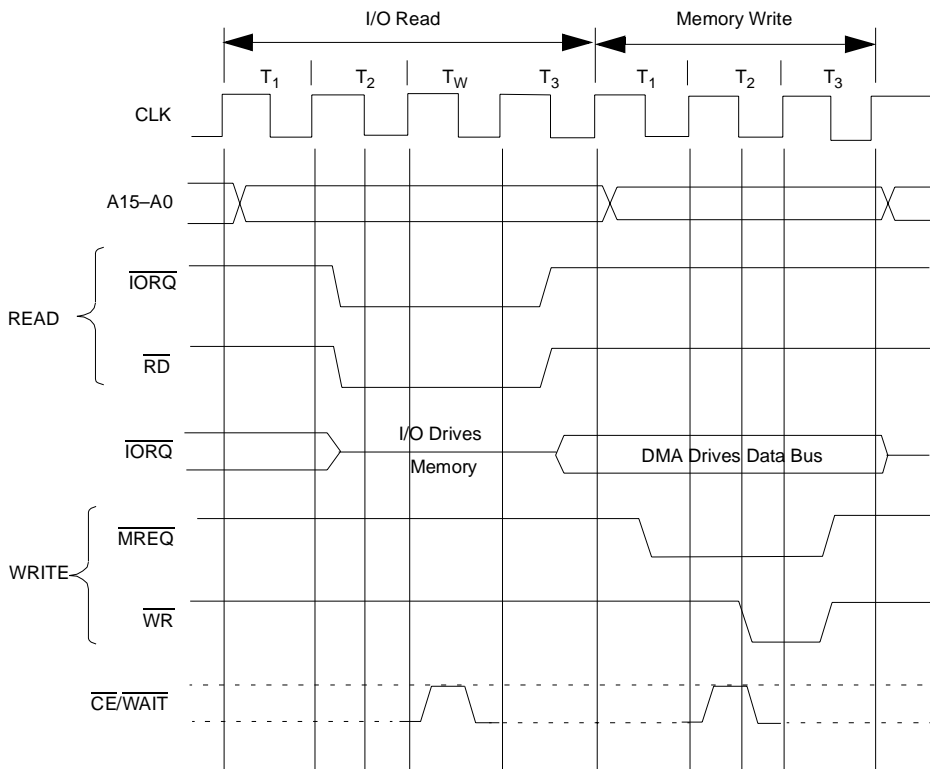 I/O Read Memory Write
T1 T2 TW T3 T1 T2 T3
CLK
A15–A0
READ
IORQ
RD
IORQ
I/O Drives
Memory
DMA Drives Data Bus
WRITE
MREQ
WR
CE/WAIT